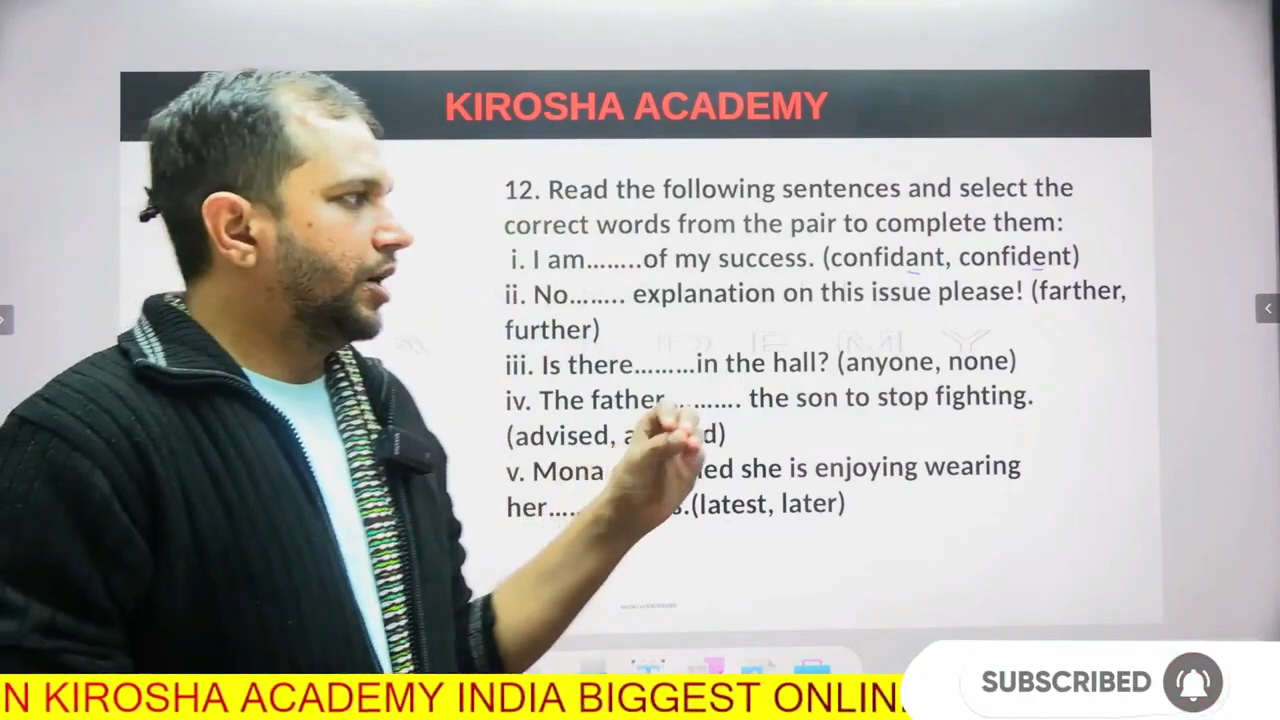 KIROSHA ACADEMY
12. Read the following sentences and select the
correct words from the pair to complete them:
i. I am........of my success. (confidant, confident)
ii. No........ explanation on this issue please! (farther,
further)
iii. Is there.........in the hall? (anyone, none)
iv. The father......... the son to stop fighting.
(advised,
v. Mona she is enjoying wearing
her..... (latest, later)
N KIROSHA ACADEMY INDIA BIGGEST ONLIN
SUBSCRIBED